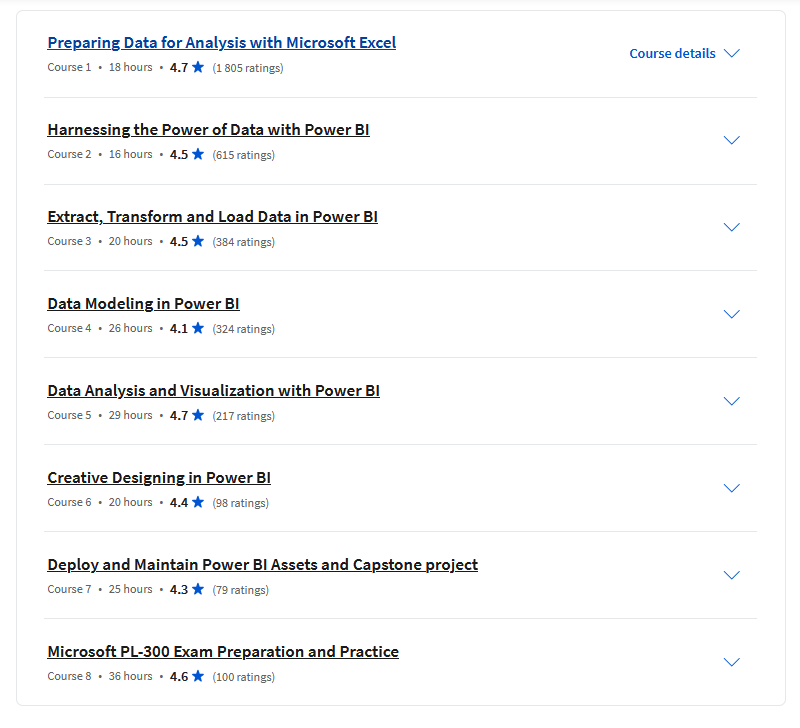 Preparing Data for Analysis with Microsoft Excel
Course details
Course 1 • 18 hours • 4.7 ★ (1 805 ratings)
Harnessing the Power of Data with Power BI
Course 2 • 16 hours • 4.5 ★ (615 ratings)
Extract, Transform and Load Data in Power BI
Course 3 • 20 hours • 4.5 ★ (384 ratings)
Data Modeling in Power BI
Course 4 • 26 hours • 4.1 ★ (324 ratings)
Data Analysis and Visualization with Power BI
Course 5 • 29 hours • 4.7 ★ (217 ratings)
Creative Designing in Power BI
Course 6 • 20 hours • 4.4 ★ (98 ratings)
Deploy and Maintain Power BI Assets and Capstone project
Course 7 • 25 hours • 4.3 ★ (79 ratings)
Microsoft PL-300 Exam Preparation and Practice
Course 8 • 36 hours • 4.6 ★ (100 ratings)